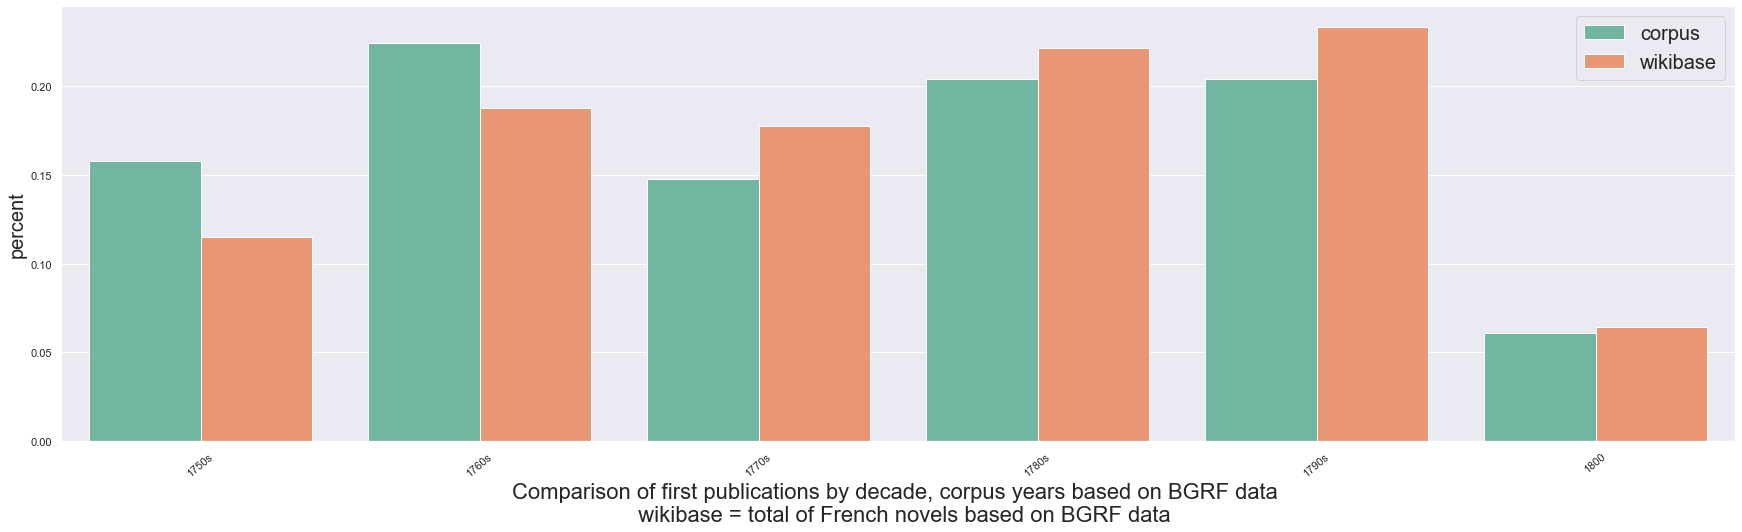 corpus
wikibase
percent
0.20
0.15
0.10
0.05
0.00
1750s
1760s
1770s
1780s
1790s
1800
Comparison of first publications by decade, corpus years based on BGRF data
wikibase = total of French novels based on BGRF data